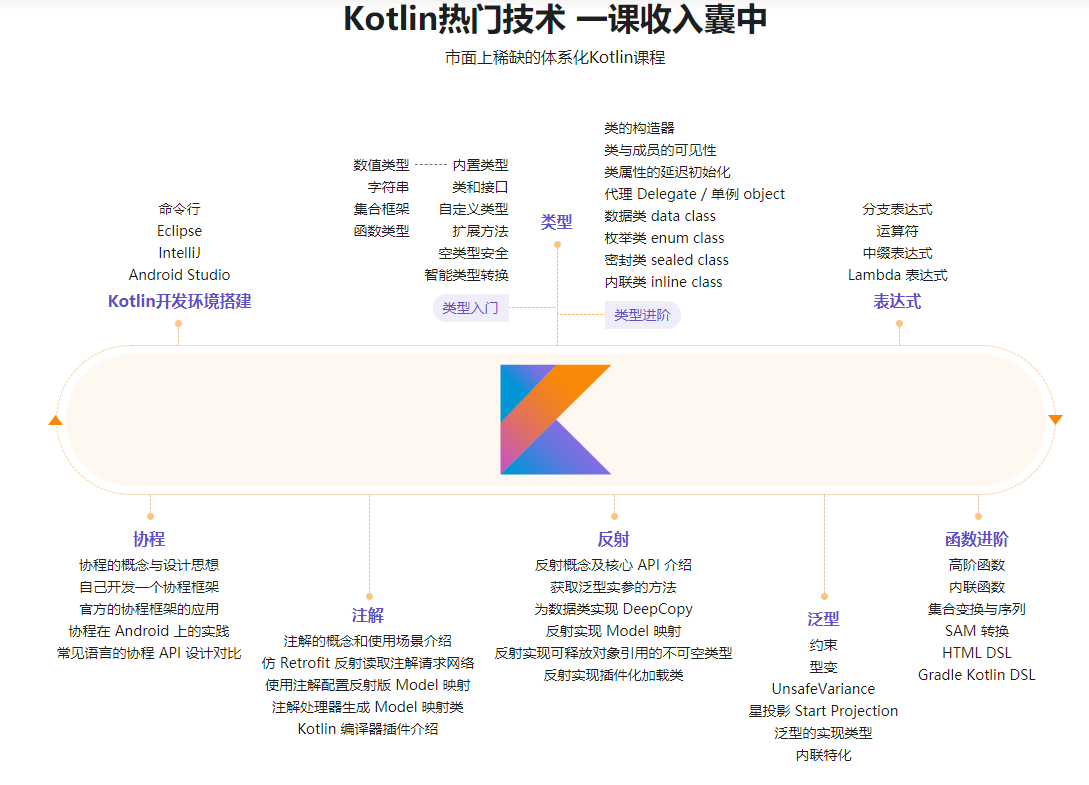 Kotlin热门技术 一课收入囊中
市面上稀缺的体系化Kotlin课程
命令行
Eclipse
IntelliJ
Android Studio
Kotlin开发环境搭建
数值类型
字符串
集合框架
函数类型
内置类型
类和接口
自定义类型
扩展方法
空类型安全
智能类型转换
类型入门
类型
类的构造器
类与成员的可见性
类属性的延迟初始化
代理 Delegate / 单例 object
数据类 data class
枚举类 enum class
密封类 sealed class
内联类 inline class
类型进阶
分支表达式
运算符
中缀表达式
Lambda 表达式
表达式
协程
协程的概念与设计思想
自己开发一个协程框架
官方的协程框架的应用
协程在 Android 上的实践
常见语言的协程 API 设计对比
注解
注解的概念和使用场景介绍
仿 Retrofit 反射读取注解请求网络
使用注解配置反射版 Model 映射
注解处理器生成 Model 映射类
Kotlin 编译器插件介绍
反射
反射概念及核心 API 介绍
获取泛型实参的方法
为数据类实现 DeepCopy
反射实现 Model 映射
反射实现可释放对象引用的不可空类型
反射实现插件化加载类
泛型
约束
型变
UnsafeVariance
星投影 Start Projection
泛型的实现类型
内联特化
函数进阶
高阶函数
内联函数
集合变换与序列
SAM 转换
HTML DSL
Gradle Kotlin DSL